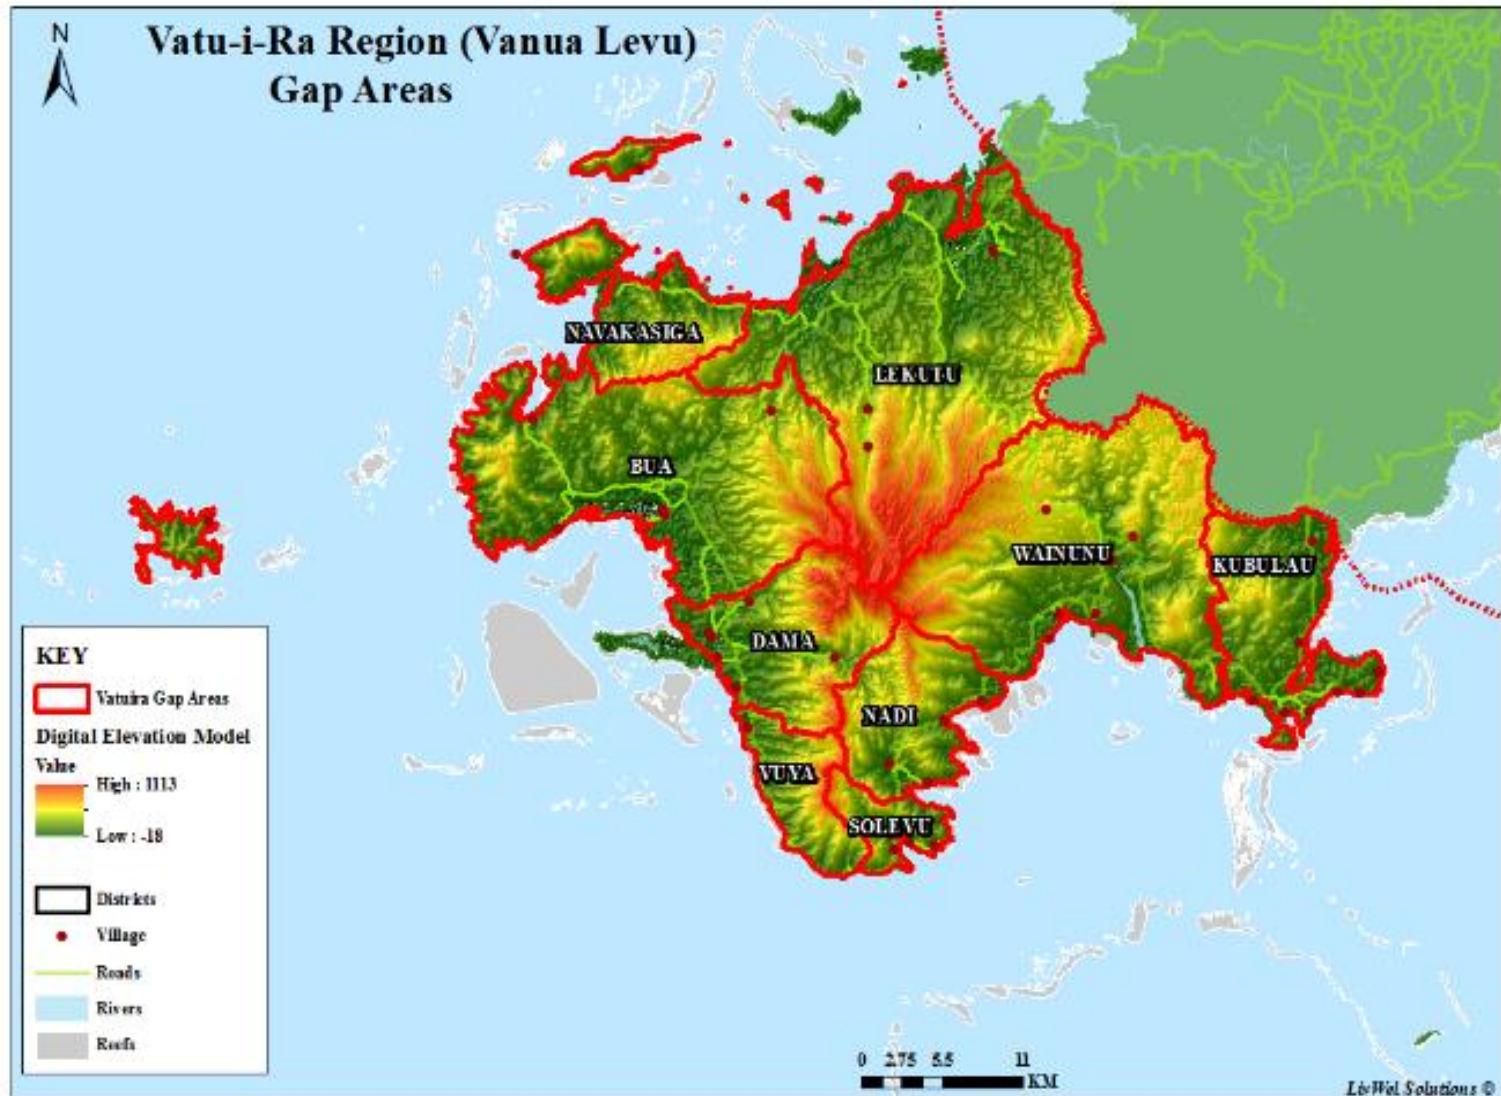 N
Vatu-i-Ra Region (Vanua Levu)
Gap Areas
NAVAKASIGA
LEKUTU
BUA
WAINUNU
KUBULAU
DAMA
NADI
VUYA
SOLEVU
KEY
Vatuira Gap Areas
Digital Elevation Model
Value
High : 1113
Low : -18
Districts
Village
Roads
Rivers
Reefs
0 2.75 5.5 11
KM
LivWel Solutions ©